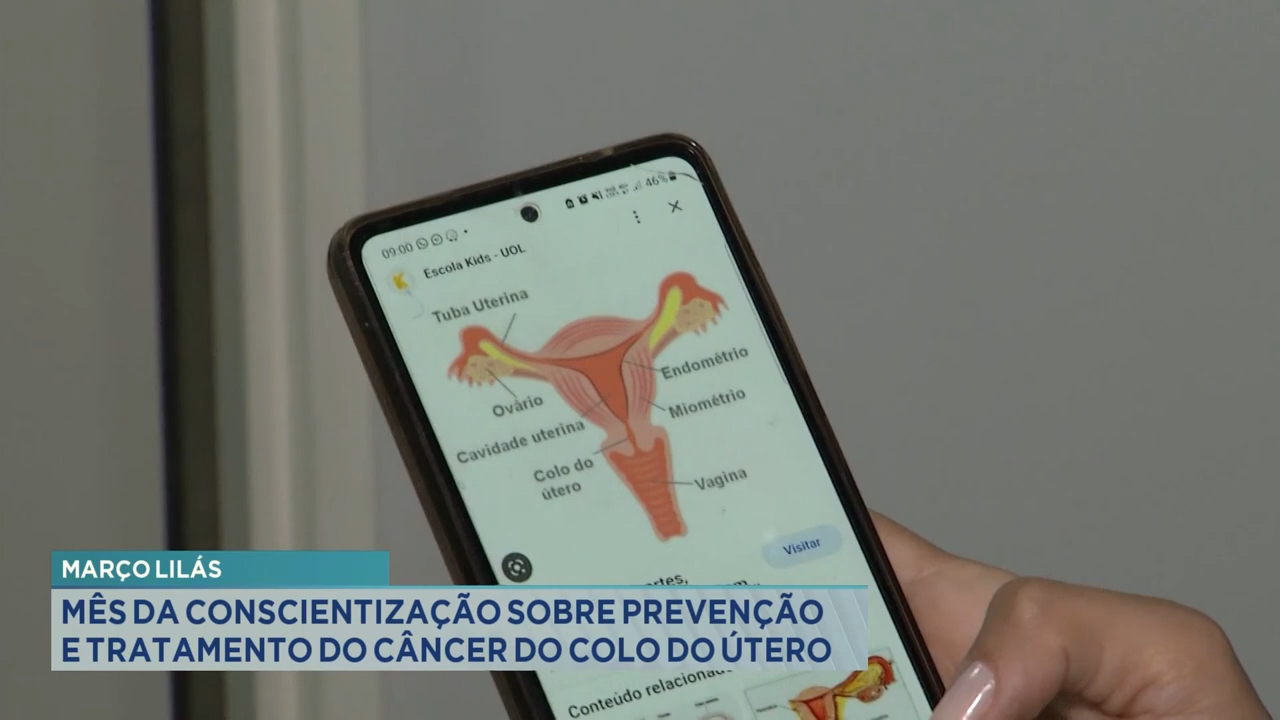 09:00
46%
Escola Kids - UOL
Tuba Uterina
Endométrio
Ovário
Miométrio
Cavidade uterina
Colo do
útero
Vagina
Visitar
Conteúdo relacionado
MARÇO LILÁS
MÊS DA CONSCIENTIZAÇÃO SOBRE PREVENÇÃO
E TRATAMENTO DO CÂNCER DO COLO DO ÚTERO